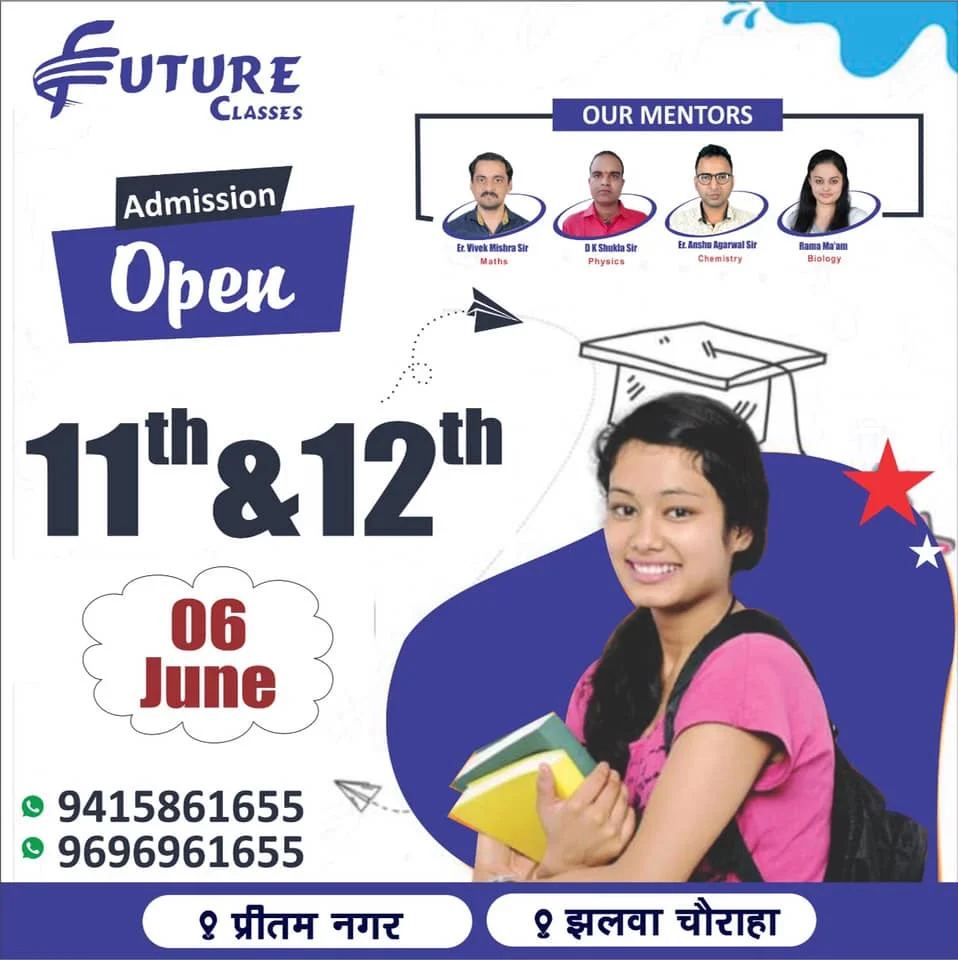 FUTURE
CLASSES
OUR MENTORS
Er. Vivek Mishra Sir
Maths
D K Shukla Sir
Physics
Er. Anshu Agarwal Sir
Chemistry
Rama Ma'am
Biology
Admission
Open
11th & 12th
06
June
9415861655
9696961655
प्रीतम नगर
झलवा चौराहा